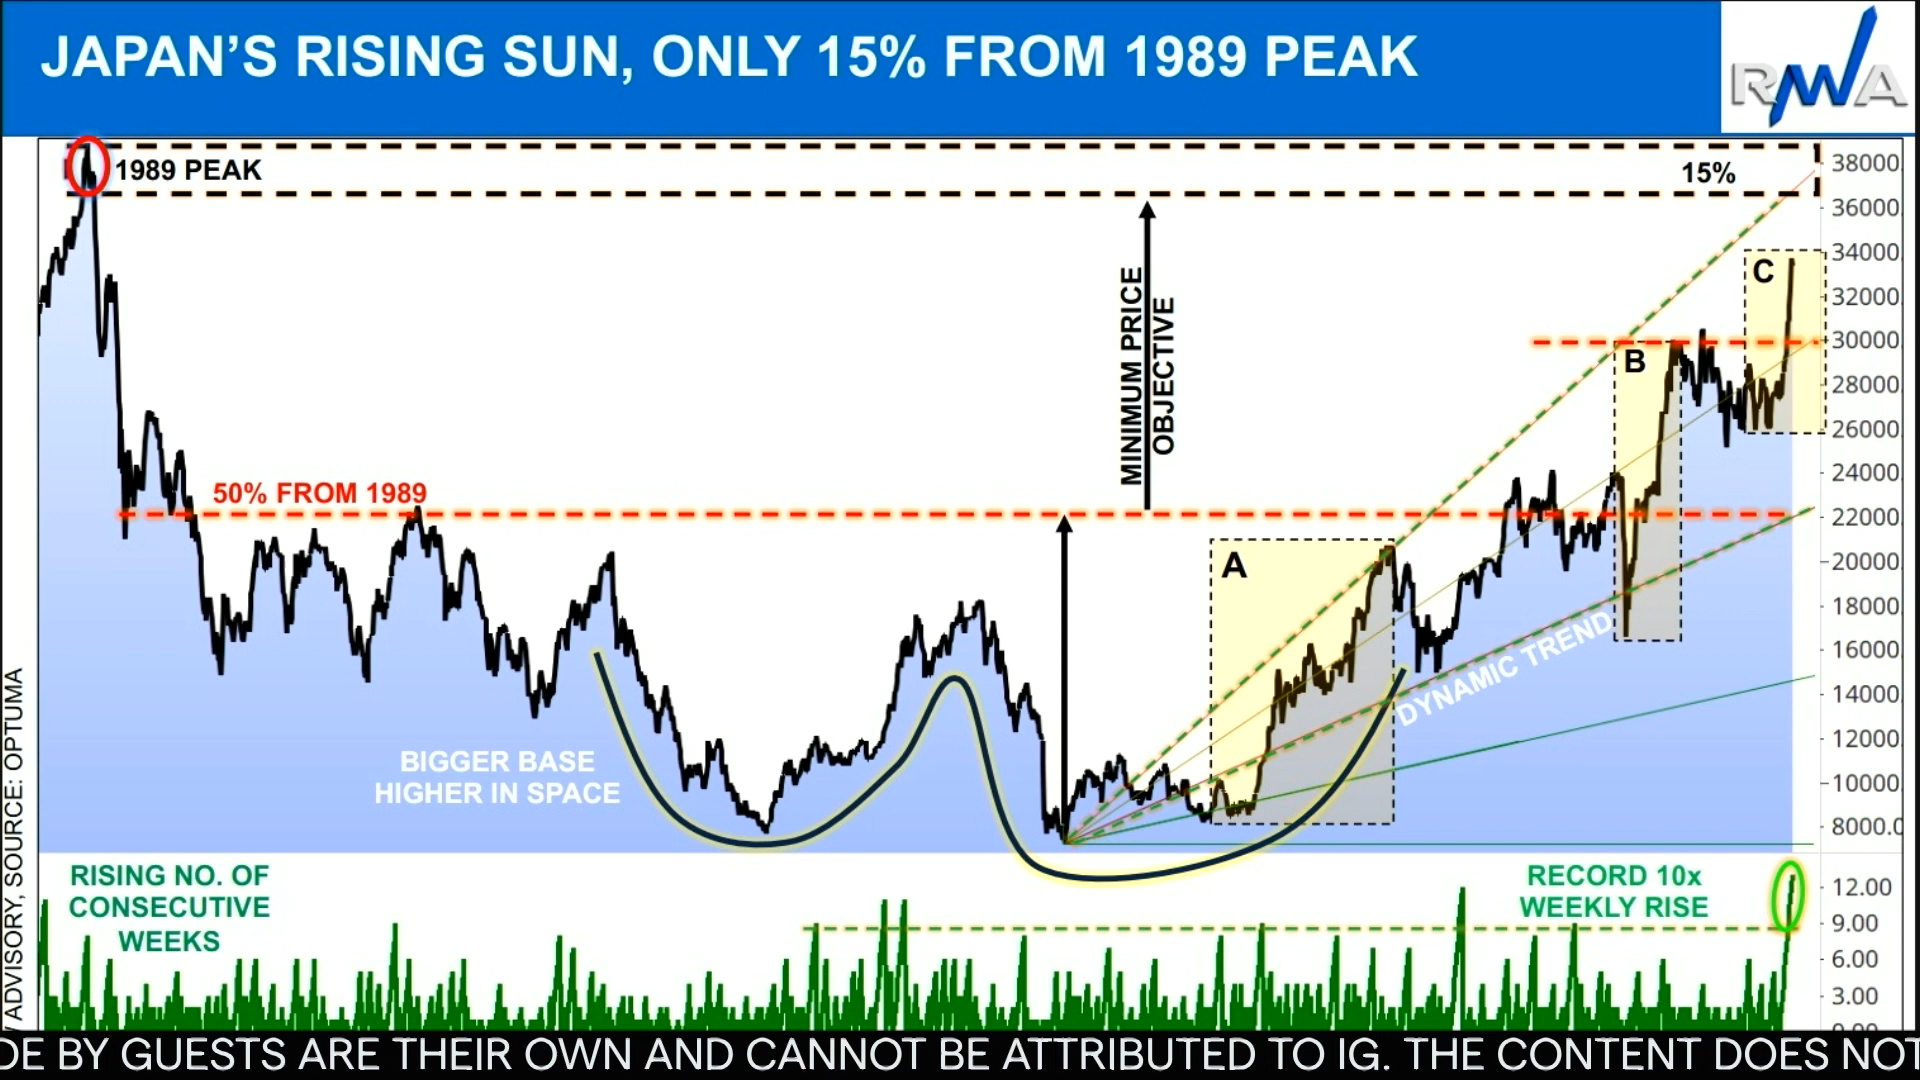 JAPAN’S RISING SUN, ONLY 15% FROM 1989 PEAK
RWA
1989 PEAK
15%
38000
36000
34000
32000
30000
28000
26000
24000
22000
20000
18000
16000
14000
12000
10000
8000.0
C
B
A
MINIMUM PRICE
OBJECTIVE
50% FROM 1989
DYNAMIC TREND
BIGGER BASE
HIGHER IN SPACE
ADVISORY, SOURCE: OPTUMA
RISING NO. OF
CONSECUTIVE
WEEKS
RECORD 10x
WEEKLY RISE
12.00
9.00
6.00
3.00
0.00
DE BY GUESTS ARE THEIR OWN AND CANNOT BE ATTRIBUTED TO IG. THE CONTENT DOES NOT